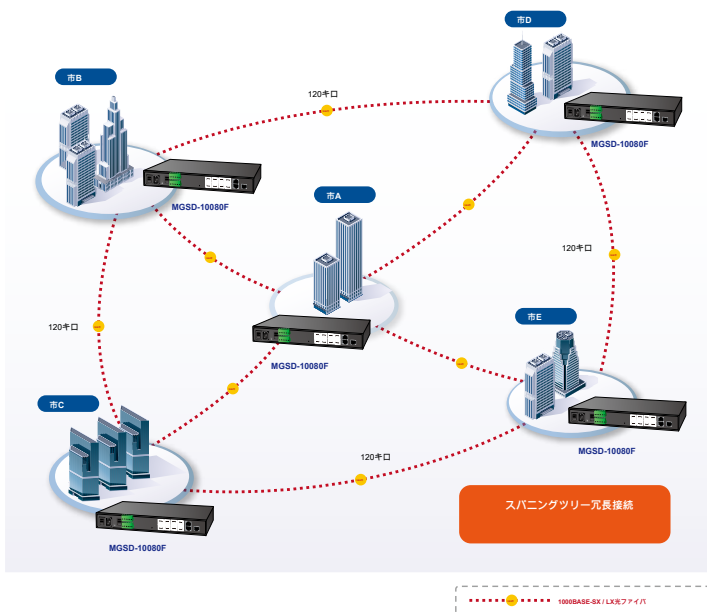 市D
市B
120キロ
MGSD-10080F
市A
MGSD-10080F
120キロ
市E
120キロ
MGSD-10080F
市C
MGSD-10080F
120キロ
スパニングツリー冗長接続
MGSD-10080F
1000BASE-SX / LX光ファイバ